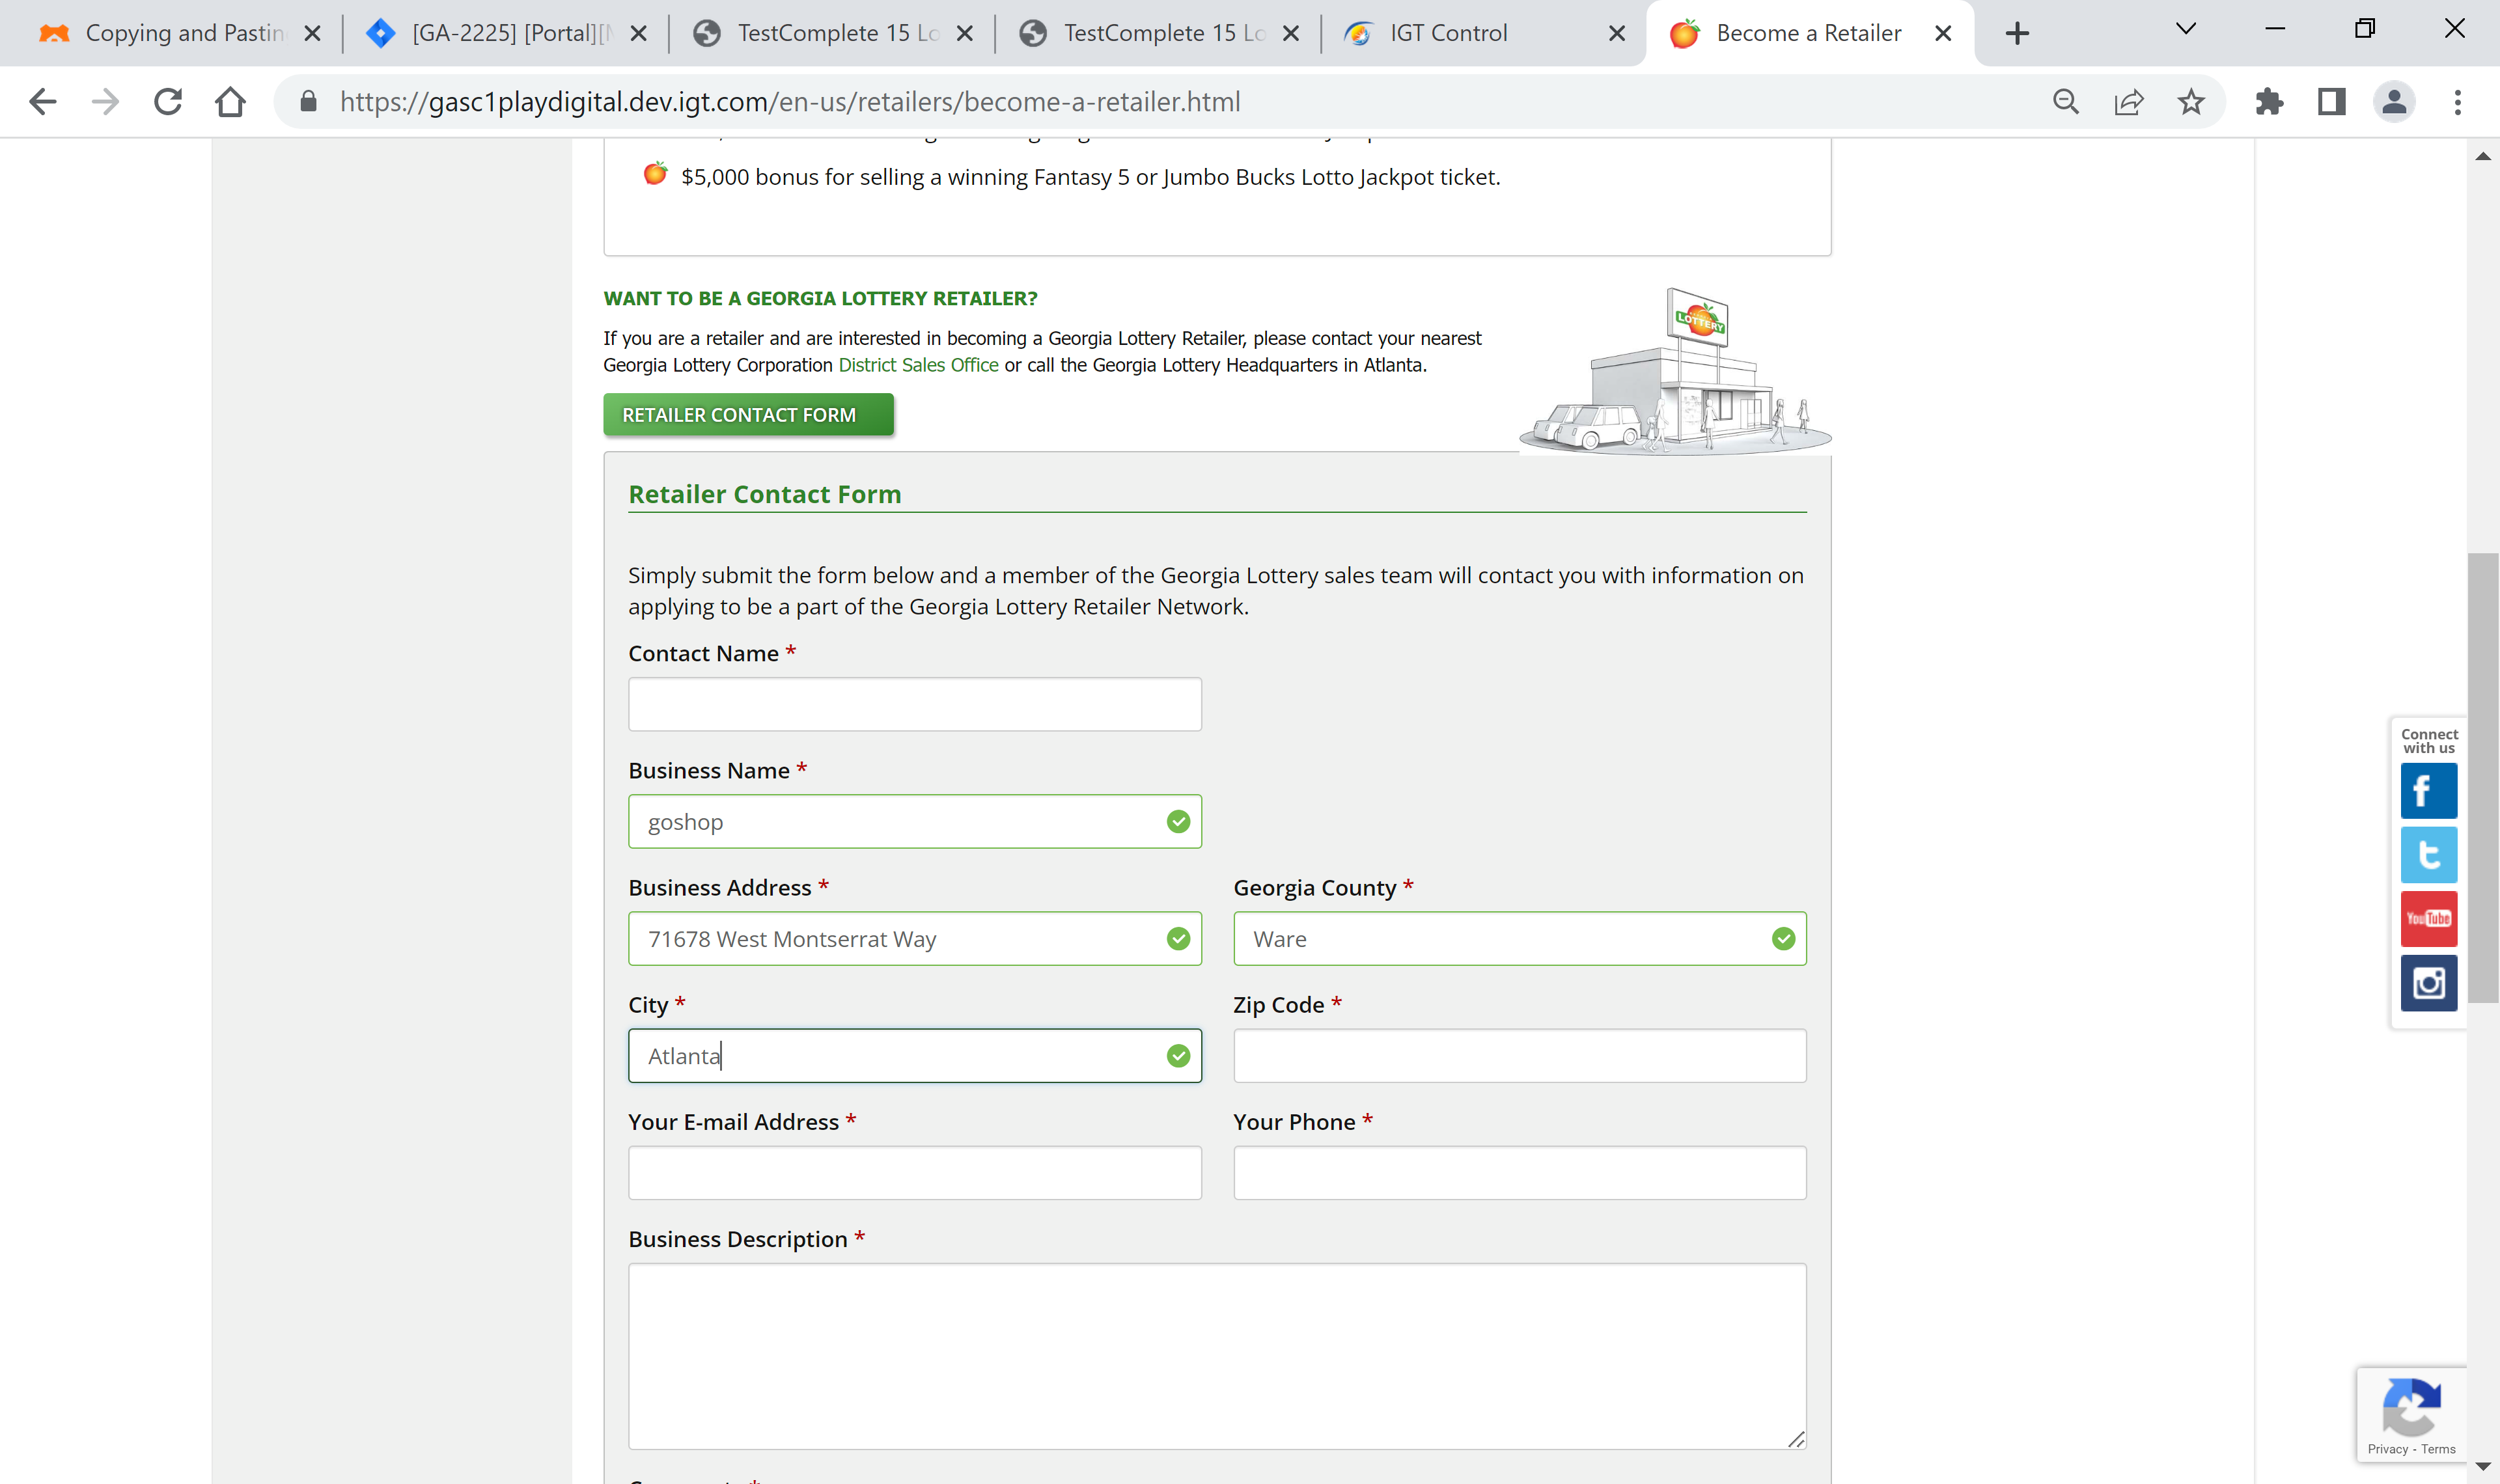 Copying and Pastin
[GA-2225] [Portal][
TestComplete 15 Lo
TestComplete 15 Lo
IGT Control
Become a Retailer
https://gasc1playdigital.dev.igt.com/en-us/retailers/become-a-retailer.html
$5,000 bonus for selling a winning Fantasy 5 or Jumbo Bucks Lotto Jackpot ticket.
WANT TO BE A GEORGIA LOTTERY RETAILER?
If you are a retailer and are interested in becoming a Georgia Lottery Retailer, please contact your nearest
Georgia Lottery Corporation District Sales Office or call the Georgia Lottery Headquarters in Atlanta.
LOTTERY
RETAILER CONTACT FORM
Retailer Contact Form
Simply submit the form below and a member of the Georgia Lottery sales team will contact you with information on
applying to be a part of the Georgia Lottery Retailer Network.
Contact Name *
Business Name *
goshop
Business Address *
Georgia County *
71678 West Montserrat Way
Ware
City *
Zip Code *
Atlanta
Your E-mail Address *
Your Phone *
Business Description *
Connect
with us
f
t
YouTube
Privacy - Terms